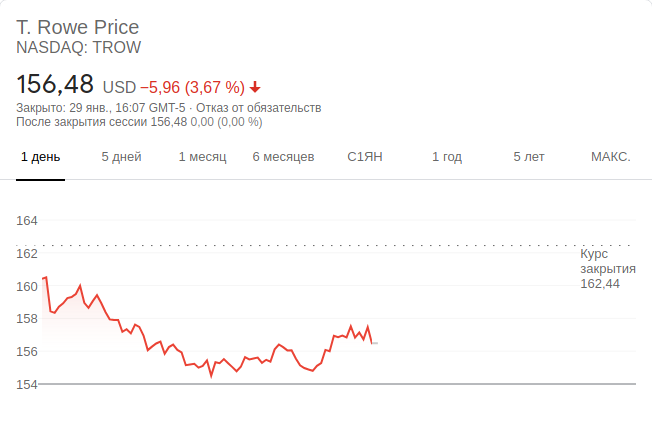 T. Rowe Price
NASDAQ: TROW
156,48 USD −5,96 (3,67 %)
Закрыто: 29 янв., 16:07 GMT-5 · Отказ от обязательств
После закрытия сессии 156,48 0,00 (0,00 %)
1 день 5 дней 1 месяц 6 месяцев С1ЯН 1 год 5 лет МАКС.
164
162
160
158
156
154
Курс
закрытия
162,44